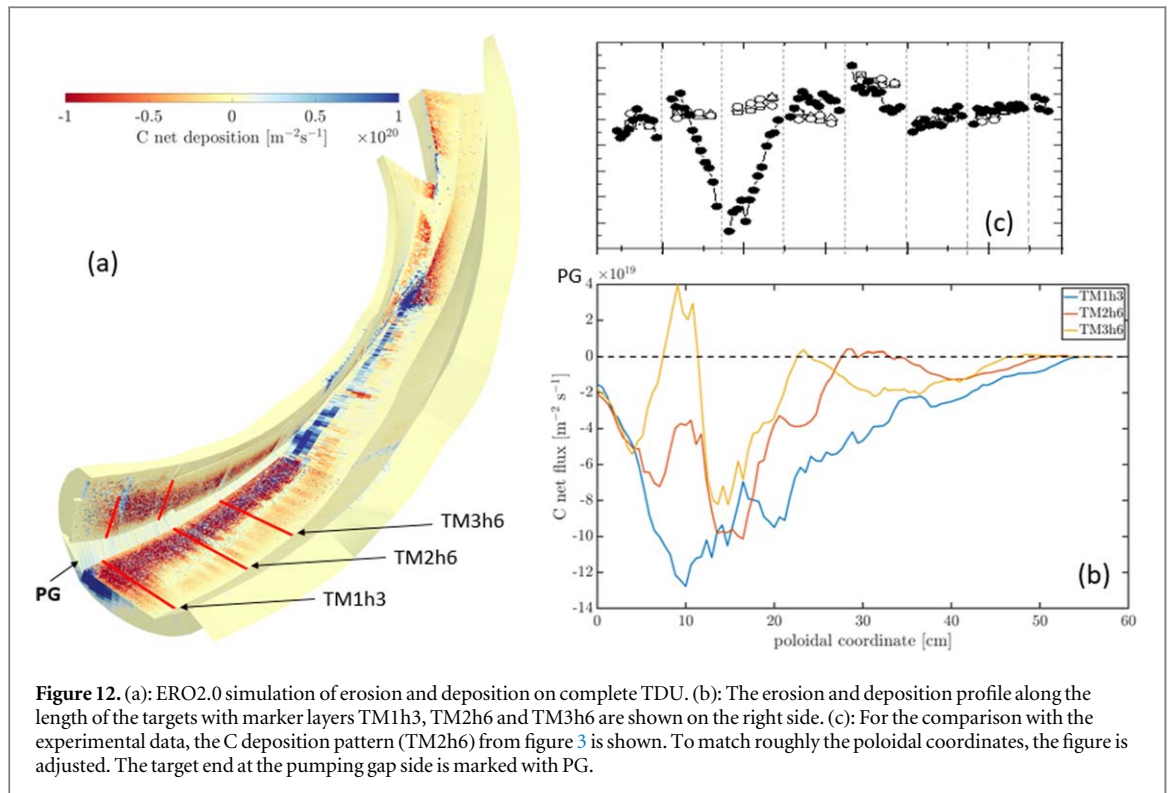 -1 -0.5 0 0.5 1
C net deposition [m⁻²s⁻¹] ×10²⁰
(a)
TM3h6
TM2h6
PG
TM1h3
(c)
PG ×10¹⁹
4
2
0
-2
-4
-6
-8
-10
-12
-14
C net flux [m⁻² s⁻¹]
TM1h3
TM2h6
TM3h6
(b)
0 10 20 30 40 50 60
poloidal coordinate [cm]
Figure 12. (a): ERO2.0 simulation of erosion and deposition on complete TDU. (b): The erosion and deposition profile along the
length of the targets with marker layers TM1h3, TM2h6 and TM3h6 are shown on the right side. (c): For the comparison with the
experimental data, the C deposition pattern (TM2h6) from figure 3 is shown. To match roughly the poloidal coordinates, the figure is
adjusted. The target end at the pumping gap side is marked with PG.